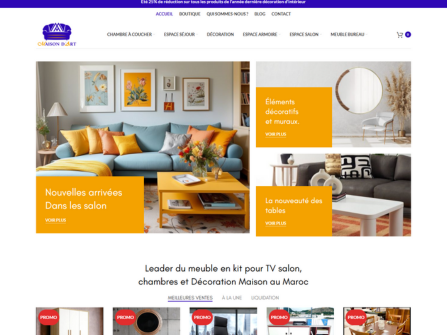 Eté 25% de réduction sur tous les produits de l'année dernière décoration d'intérieur
ACCUEIL BOUTIQUE QUI SOMMES-NOUS ? BLOG CONTACT
CHAMBRE À COUCHER ESPACE SÉJOUR DÉCORATION ESPACE ARMOIRE ESPACE SALON MEUBLE BUREAU
0
Éléments
décoratifs
et muraux.
VOIR PLUS
Nouvelles arrivées
Dans les salon
VOIR PLUS
La nouveauté des
tables
VOIR PLUS
Leader du meuble en kit pour TV salon,
chambres et Décoration Maison au Maroc
MEILLEURES VENTES À LA UNE LIQUIDATION
PROMO PROMO PROMO PROMO PROMO